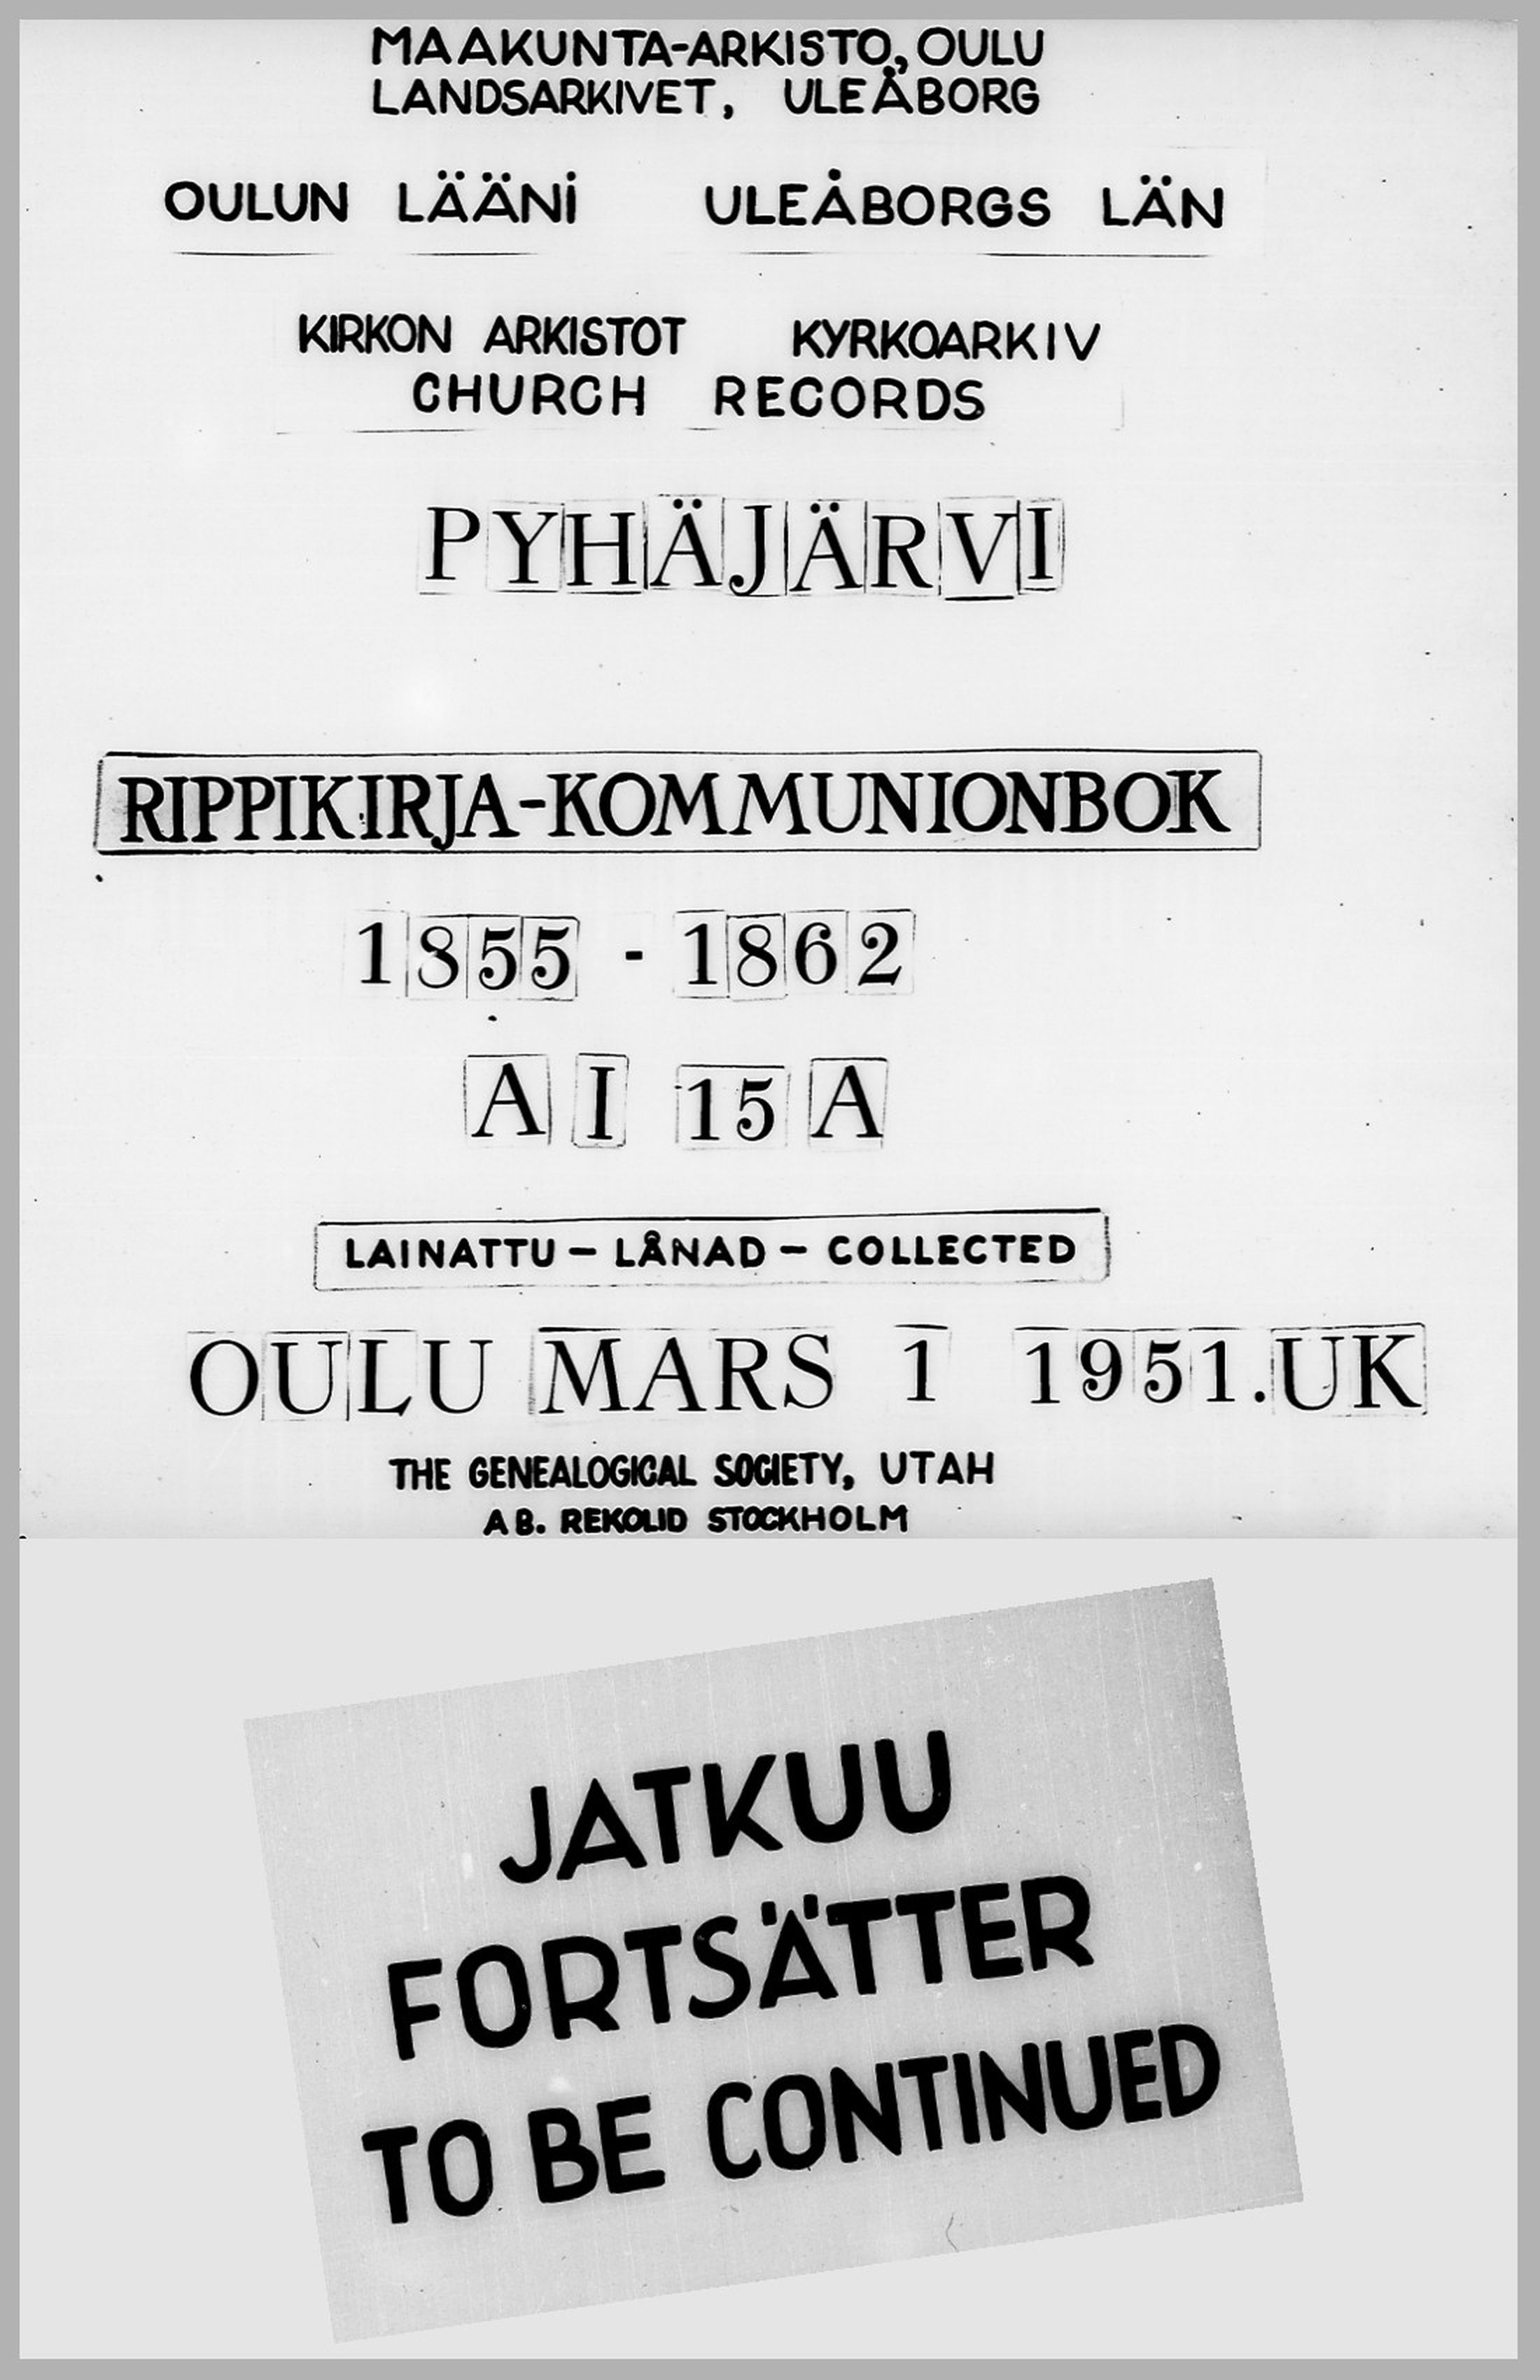 MAAKUNTA-ARKISTO, OULU
LANDSARKIVET, ULEÅBORG
OULUN LÄÄNI ULEÅBORGS LÄN
KIRKON ARKISTOT KYRKOARKIV
CHURCH RECORDS
PYHÄJÄRVI
RIPPIKIRJA-KOMMUNIONBOK
1855 - 1862
A I 15 A
LAINATTU - LÅNAD - COLLECTED
OULU MARS 1 1951. UK
THE GENEALOGICAL SOCIETY, UTAH
AB. REKOLID STOCKHOLM
JATKUU
FORTSÄTTER
TO BE CONTINUED